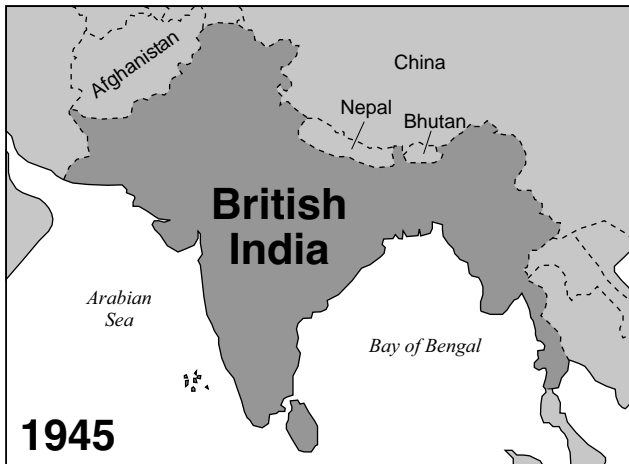 Afghanistan
China
Nepal
Bhutan
British
India
Arabian
Sea
Bay of Bengal
1945